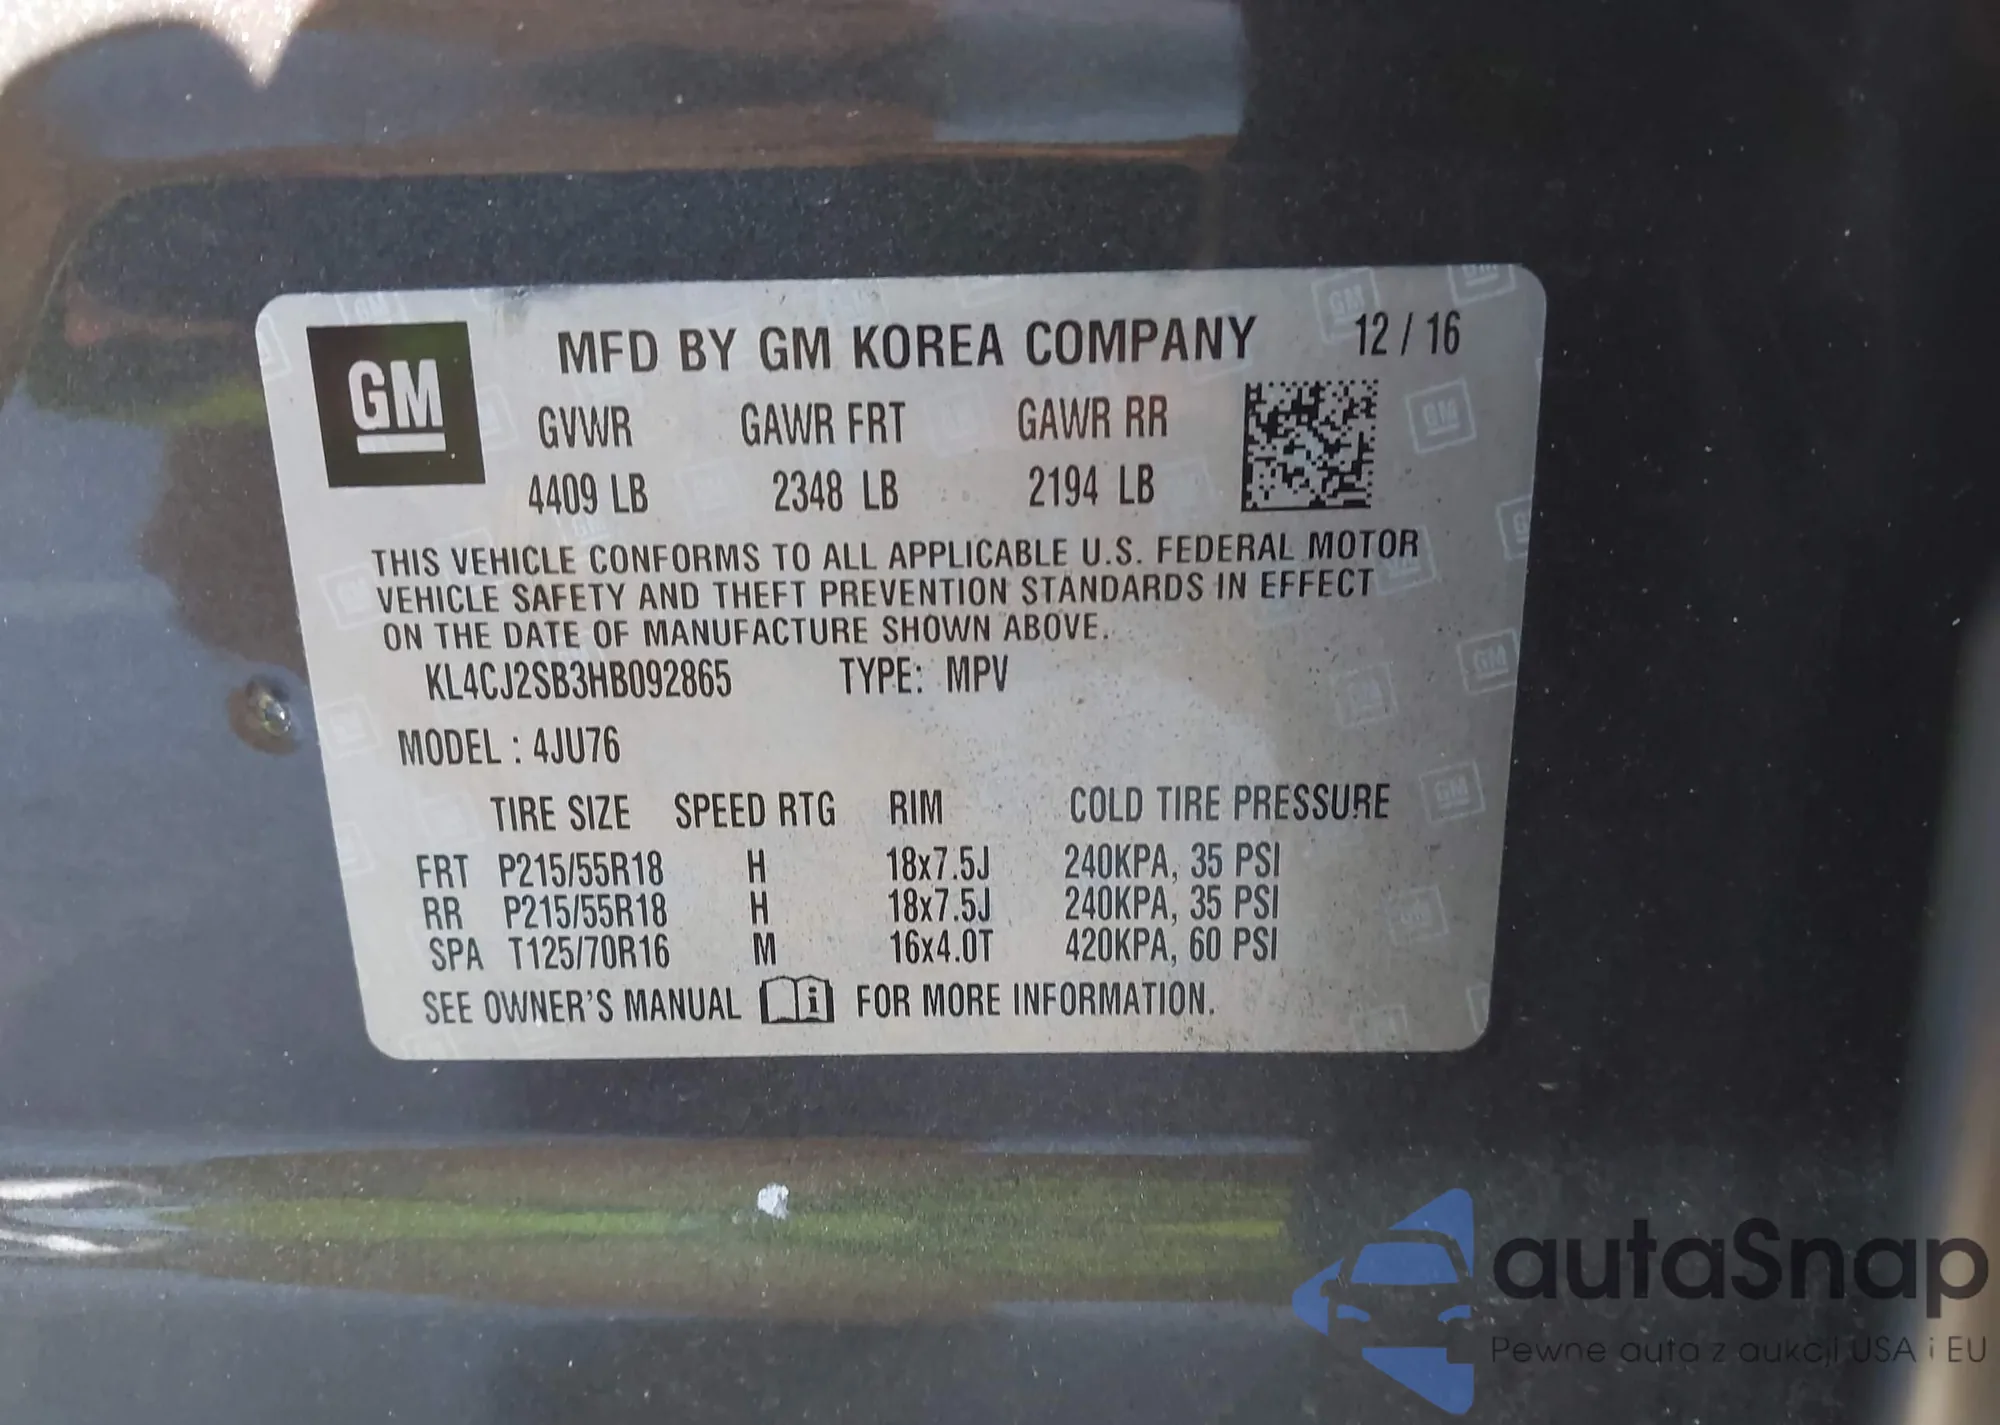 GM
MFD BY GM KOREA COMPANY 12 / 16
GVWR GAWR FRT GAWR RR
4409 LB 2348 LB 2194 LB
THIS VEHICLE CONFORMS TO ALL APPLICABLE U.S. FEDERAL MOTOR
VEHICLE SAFETY AND THEFT PREVENTION STANDARDS IN EFFECT
ON THE DATE OF MANUFACTURE SHOWN ABOVE.
KL4CJ2SB3HB092865 TYPE: MPV
MODEL : 4JU76
TIRE SIZE SPEED RTG RIM COLD TIRE PRESSURE
FRT P215/55R18 H 18x7.5J 240KPA, 35 PSI
RR P215/55R18 H 18x7.5J 240KPA, 35 PSI
SPA T125/70R16 M 16x4.0T 420KPA, 60 PSI
SEE OWNER'S MANUAL i FOR MORE INFORMATION.
autaSnap
Pewne auta z aukcji USA i EU